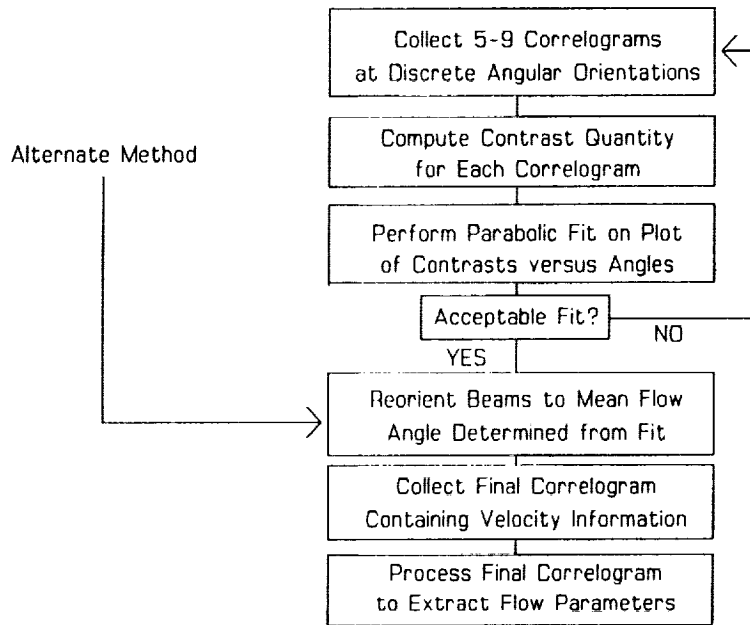 Collect 5-9 Correlograms
at Discrete Angular Orientations
Compute Contrast Quantity
for Each Correlogram
Alternate Method
Perform Parabolic Fit on Plot
of Contrasts versus Angles
Acceptable Fit?
NO
YES
Reorient Beams to Mean Flow
Angle Determined from Fit
Collect Final Correlogram
Containing Velocity Information
Process Final Correlogram
to Extract Flow Parameters